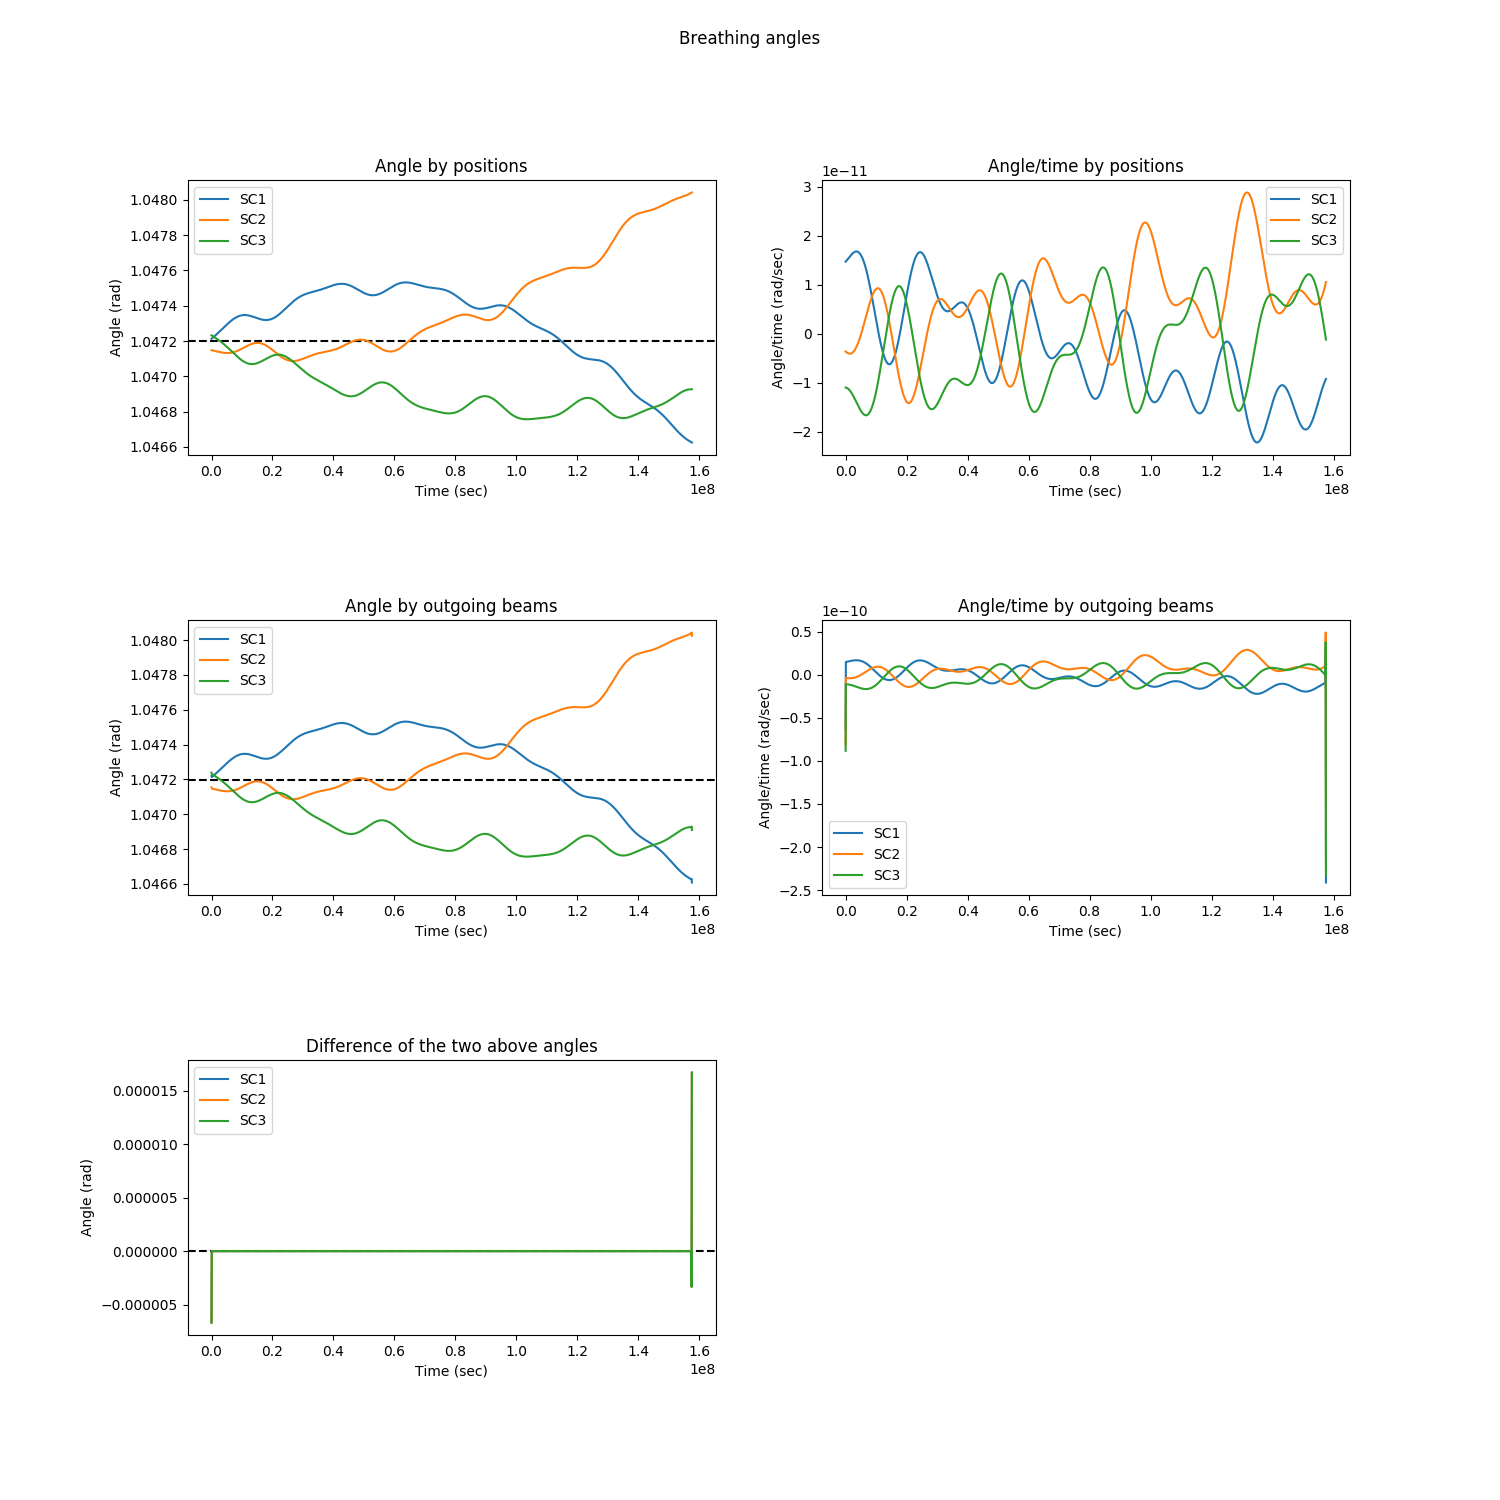 Breathing angles
Angle by positions
1.0480
1.0478
1.0476
1.0474
1.0472
1.0470
1.0468
1.0466
Angle (rad)
SC1
SC2
SC3
0.0 0.2 0.4 0.6 0.8 1.0 1.2 1.4 1.6
1e8
Time (sec)
Angle/time by positions
1e−11
3
2
1
0
−1
−2
Angle/time (rad/sec)
SC1
SC2
SC3
0.0 0.2 0.4 0.6 0.8 1.0 1.2 1.4 1.6
1e8
Time (sec)
Angle by outgoing beams
1.0480
1.0478
1.0476
1.0474
1.0472
1.0470
1.0468
1.0466
Angle (rad)
SC1
SC2
SC3
0.0 0.2 0.4 0.6 0.8 1.0 1.2 1.4 1.6
1e8
Time (sec)
Angle/time by outgoing beams
1e−10
0.5
0.0
−0.5
−1.0
−1.5
−2.0
−2.5
Angle/time (rad/sec)
SC1
SC2
SC3
0.0 0.2 0.4 0.6 0.8 1.0 1.2 1.4 1.6
1e8
Time (sec)
Difference of the two above angles
0.000015
0.000010
0.000005
0.000000
−0.000005
Angle (rad)
SC1
SC2
SC3
0.0 0.2 0.4 0.6 0.8 1.0 1.2 1.4 1.6
1e8
Time (sec)